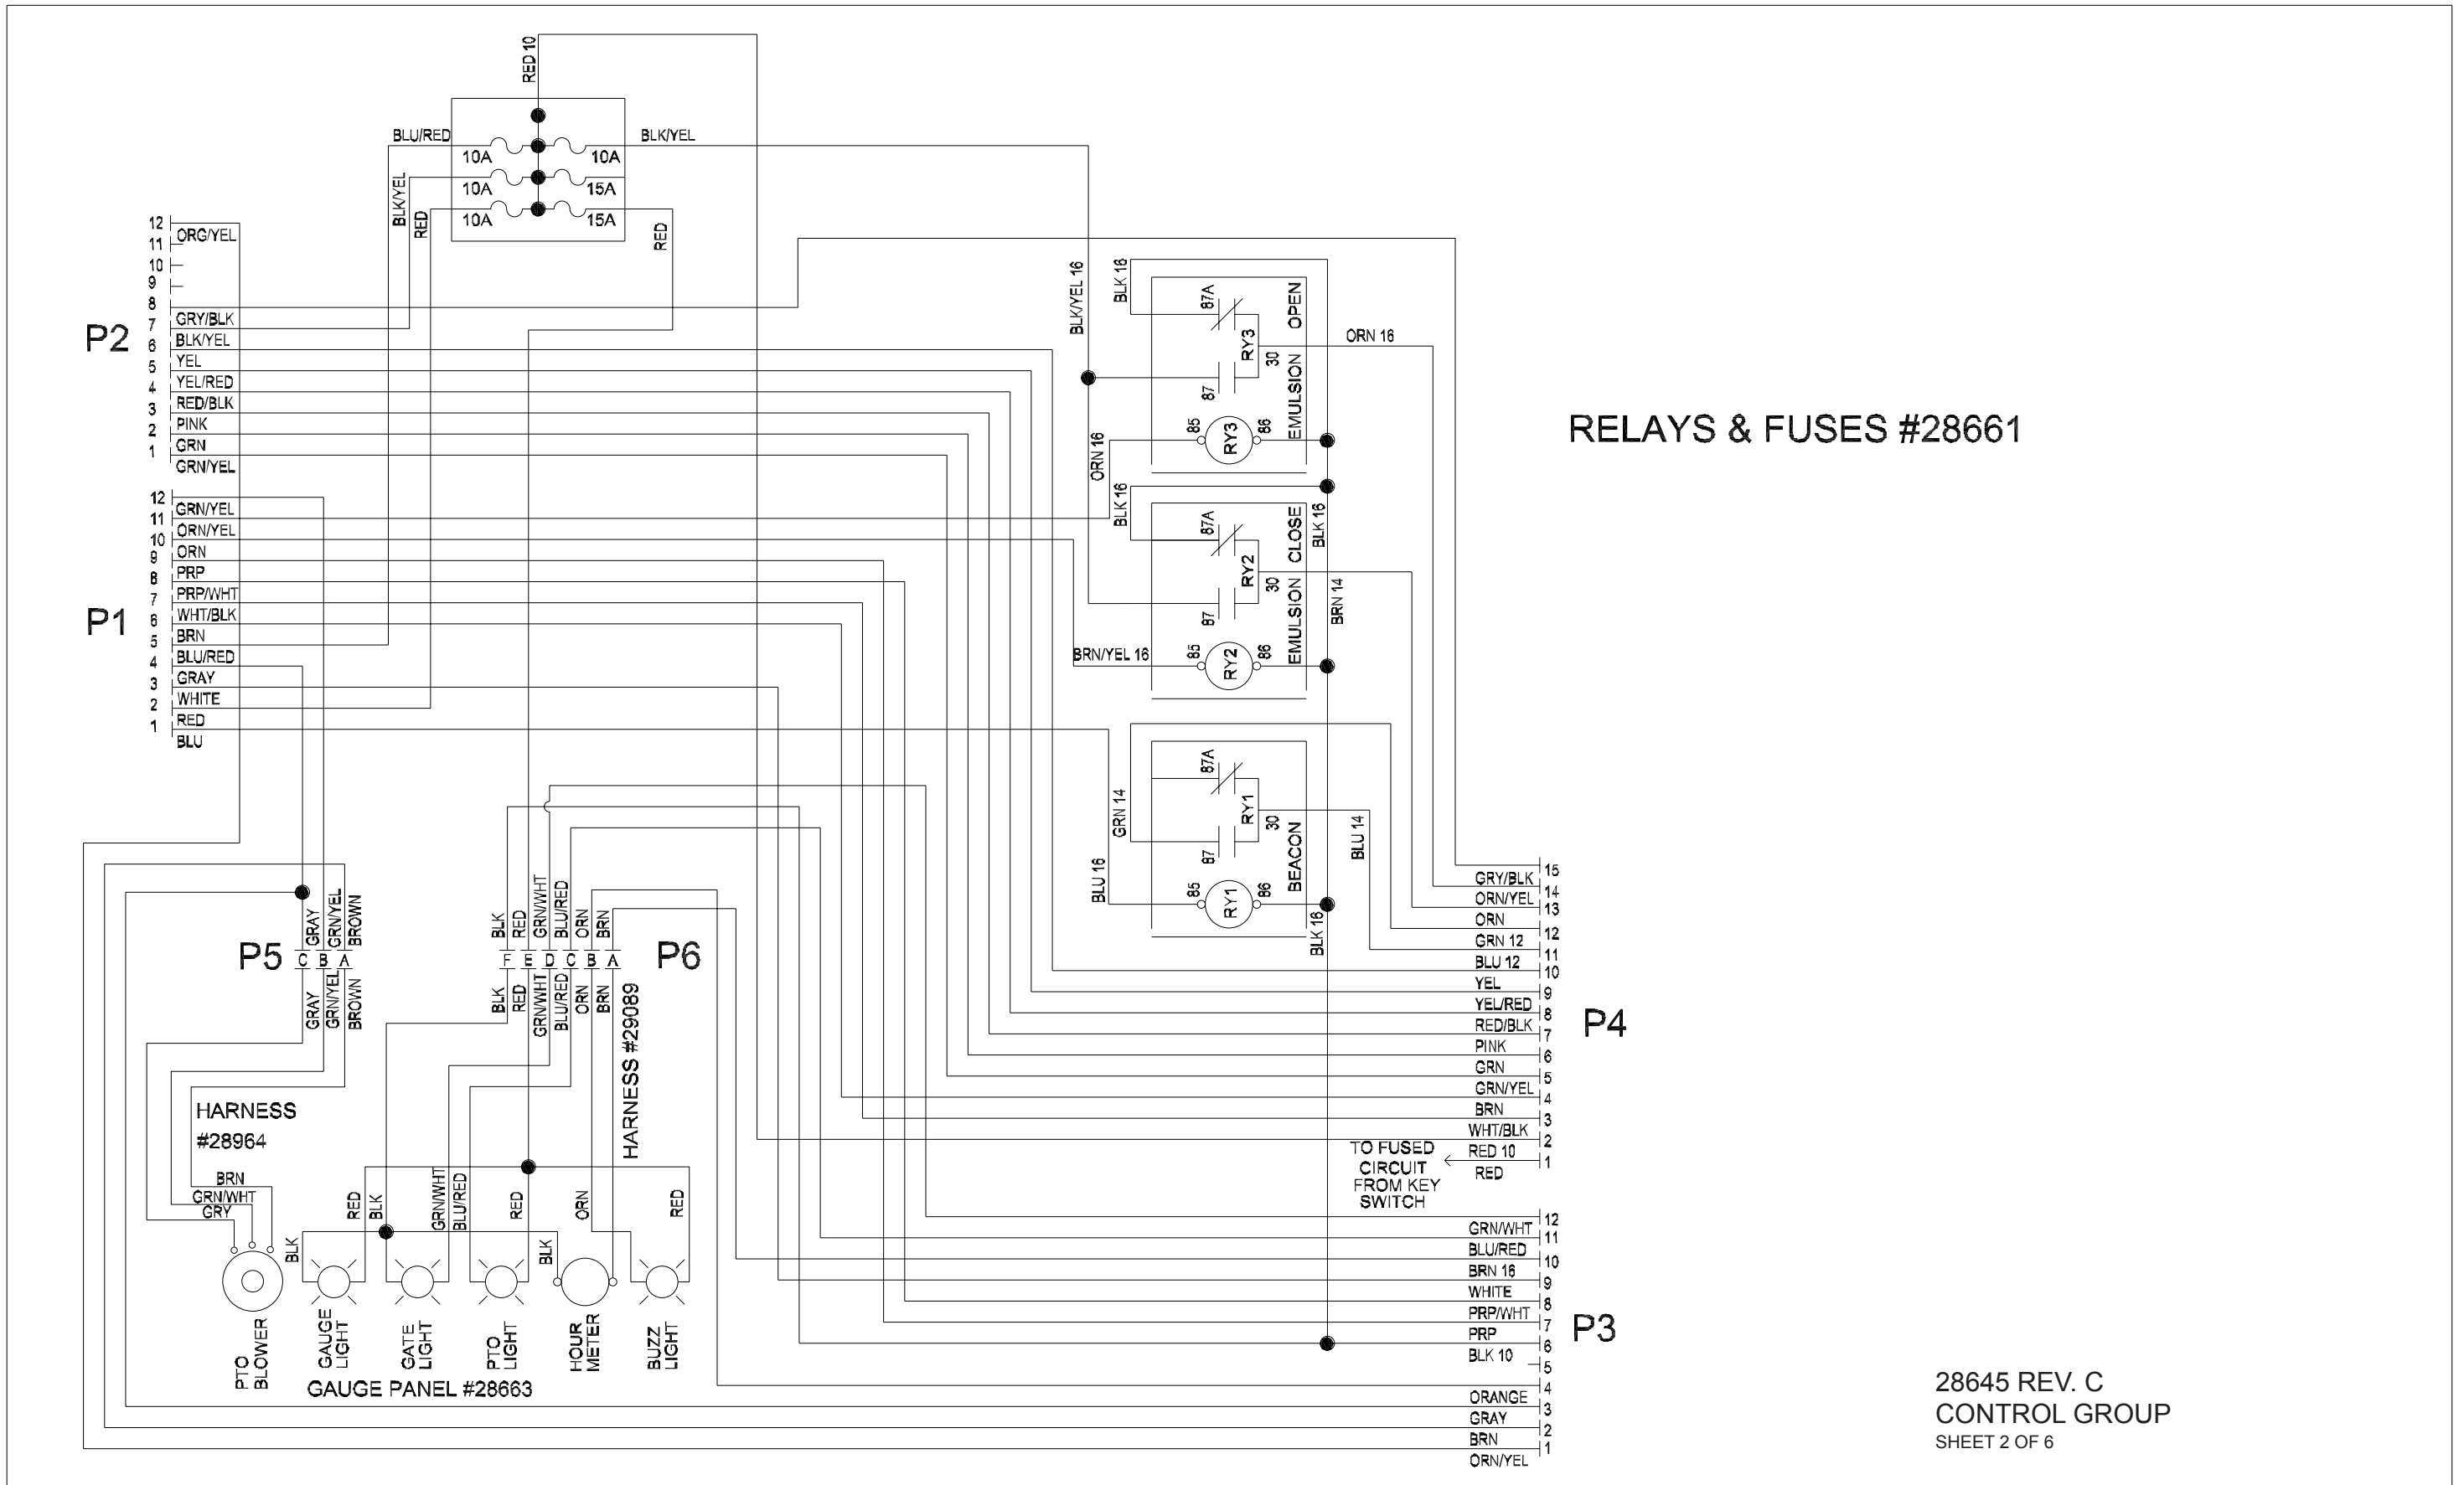 RED 10
BLU/RED
BLK/YEL
10A
10A
10A
15A
10A
15A
BLK/YEL
RED
RED
P2
12
ORG/YEL
11
10
9
8
GRY/BLK
7
BLK/YEL
6
YEL
5
YEL/RED
4
RED/BLK
3
PINK
2
GRN
1
GRN/YEL
P1
12
GRN/YEL
11
ORN/YEL
10
ORN
9
PRP
8
PRP/WHT
7
WHT/BLK
6
BRN
5
BLU/RED
4
GRAY
3
WHITE
2
RED
1
BLU
BLK/YEL 16
BLK 16
87A
RY3
30
87
EMULSION OPEN
ORN 16
85
RY3
86
ORN 16
BLK 16
87A
RY2
30
87
EMULSION CLOSE
BLK 16
BRN 14
BRN/YEL 16
85
RY2
86
87A
RY1
30
87
BEACON
GRN 14
BLU 14
BLU 16
85
RY1
86
BLK 16
RELAYS & FUSES #28661
P5
GRAY
GRN/YEL
BROWN
C B A
GRAY
GRN/YEL
BROWN
P6
BLK
RED
GRN/WHT
BLU/RED
ORN
BRN
F E D C B A
BLK
RED
GRN/WHT
BLU/RED
ORN
BRN
HARNESS #29089
HARNESS
#28964
BRN
GRN/WHT
GRY
BLK
RED
BLK
GRN/WHT
BLU/RED
RED
BLK
ORN
RED
PTO
BLOWER
GAUGE
LIGHT
GATE
LIGHT
PTO
LIGHT
HOUR
METER
BUZZ
LIGHT
GAUGE PANEL #28663
P4
15
GRY/BLK
14
ORN/YEL
13
ORN
12
GRN 12
11
BLU 12
10
YEL
9
YEL/RED
8
RED/BLK
7
PINK
6
GRN
5
GRN/YEL
4
BRN
3
WHT/BLK
2
RED 10
1
RED
TO FUSED
CIRCUIT
FROM KEY
SWITCH
P3
12
GRN/WHT
11
BLU/RED
10
BRN 16
9
WHITE
8
PRP/WHT
7
PRP
6
BLK 10
5
4
ORANGE
3
GRAY
2
BRN
1
ORN/YEL
28645 REV. C
CONTROL GROUP
SHEET 2 OF 6